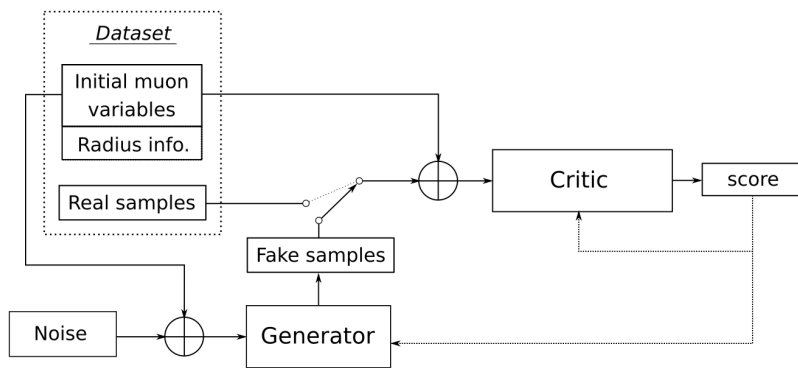 Dataset
Initial muon
variables
Radius info.
Real samples
Critic
score
Fake samples
Noise
Generator